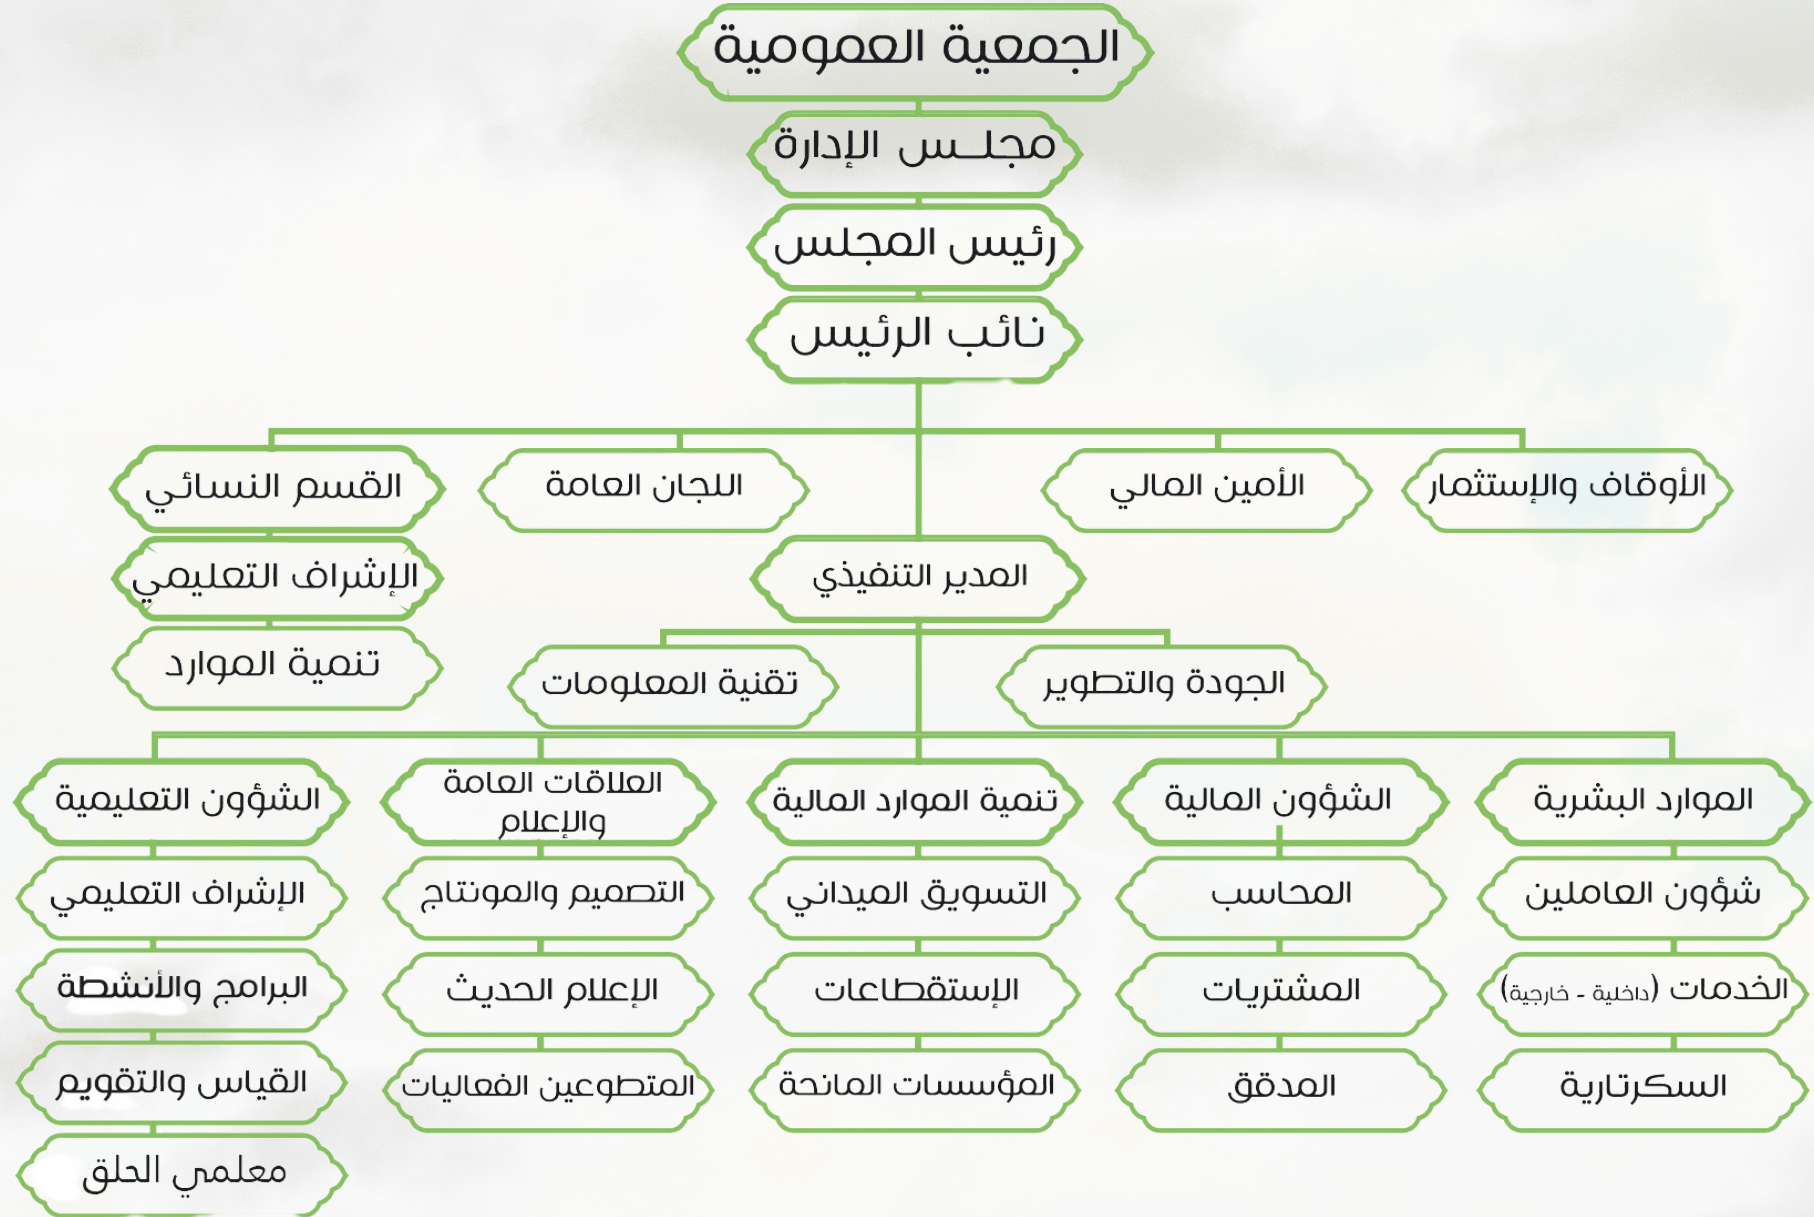 الجمعية العمومية
مجلس الإدارة
رئيس المجلس
نائب الرئيس
الأوقاف والإستثمار
الأمين المالي
اللجان العامة
القسم النسائي
الإشراف التعليمي
تنمية الموارد
المدير التنفيذي
الجودة والتطوير
تقنية المعلومات
الموارد البشرية
شؤون العاملين
الخدمات (داخلية - خارجية)
السكرتارية
الشؤون المالية
المحاسب
المشتريات
المدقق
تنمية الموارد المالية
التسويق الميداني
الإستقطاعات
المؤسسات المانحة
العلاقات العامة
والإعلام
التصميم والمونتاج
الإعلام الحديث
المتطوعين الفعاليات
الشؤون التعليمية
الإشراف التعليمي
البرامج والأنشطة
القياس والتقويم
معلمي الحلق